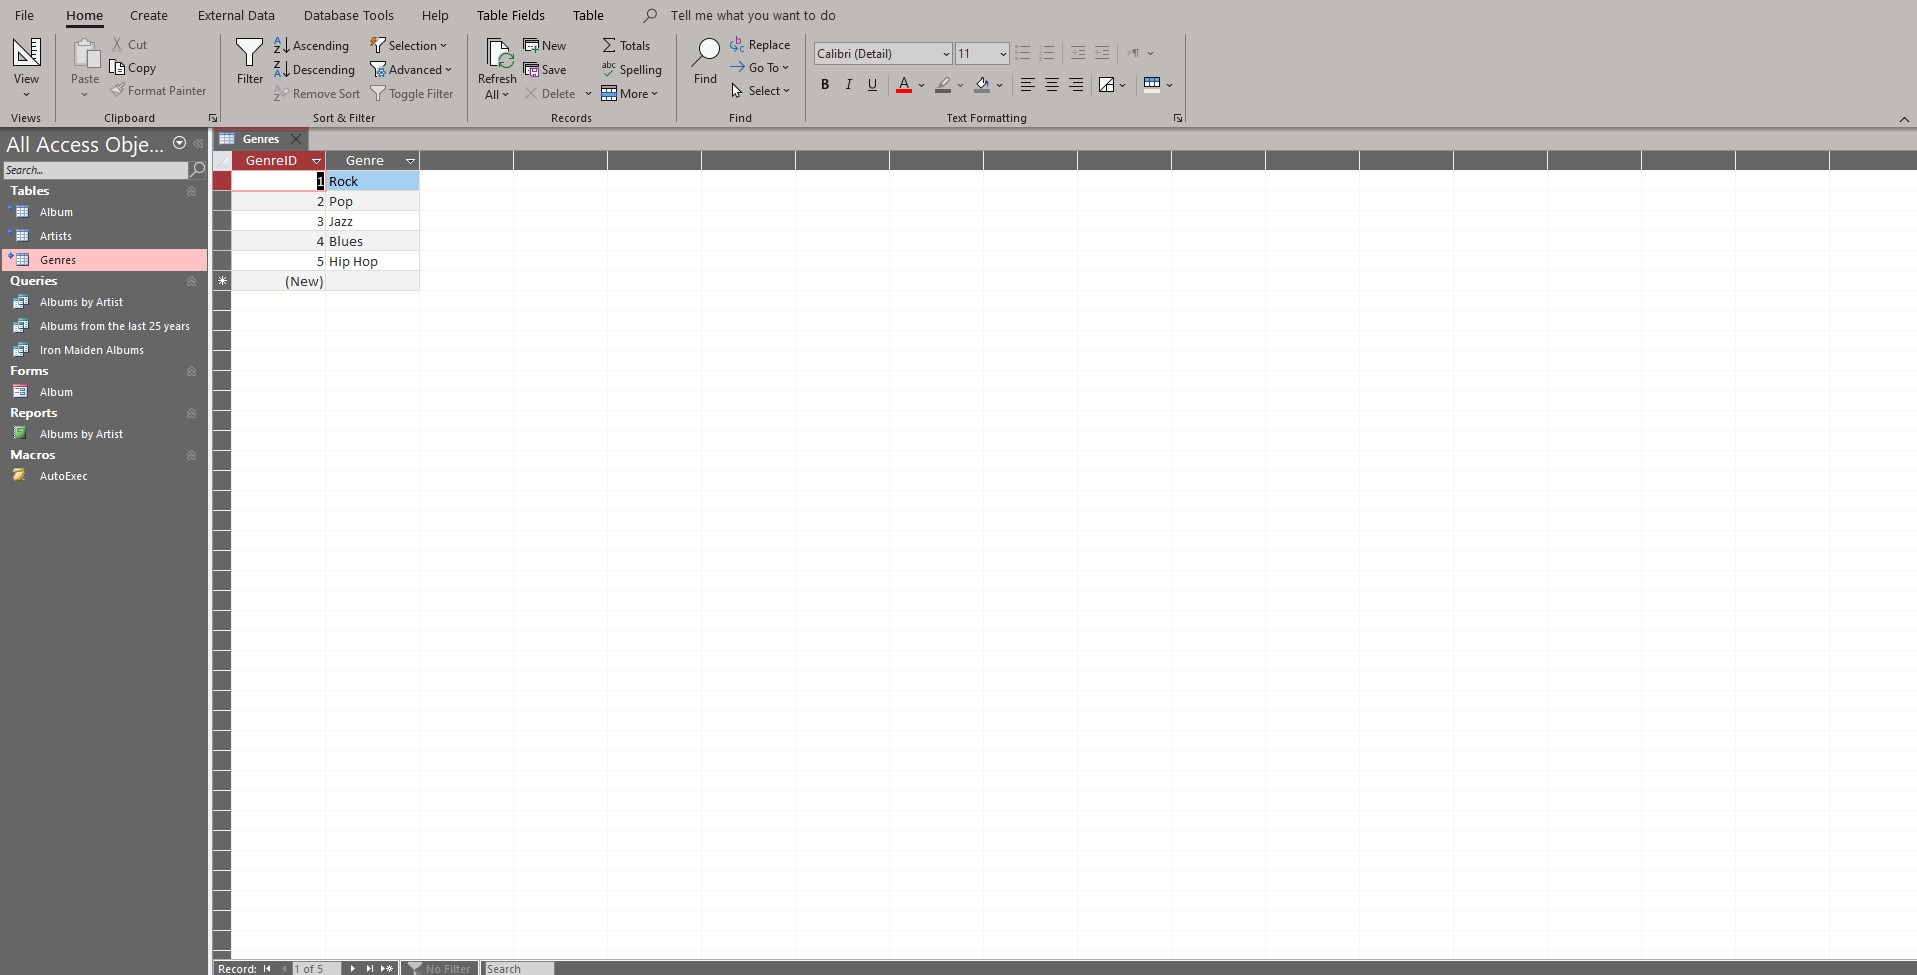 File Home Create External Data Database Tools Help Table Fields Table Tell me what you want to do
View
Views
Paste
Cut
Copy
Format Painter
Clipboard
Filter
Ascending
Descending
Remove Sort
Selection
Advanced
Toggle Filter
Sort & Filter
Refresh All
New
Save
Delete
Totals
Spelling
More
Records
Find
Replace
Go To
Select
Find
Calibri (Detail) 11
B I U A
Text Formatting
All Access Obje...
Search...
Tables
Album
Artists
Genres
Queries
Albums by Artist
Albums from the last 25 years
Iron Maiden Albums
Forms
Album
Reports
Albums by Artist
Macros
AutoExec
Genres
GenreID Genre
1 Rock
2 Pop
3 Jazz
4 Blues
5 Hip Hop
(New)
Record: 1 of 5 No Filter Search